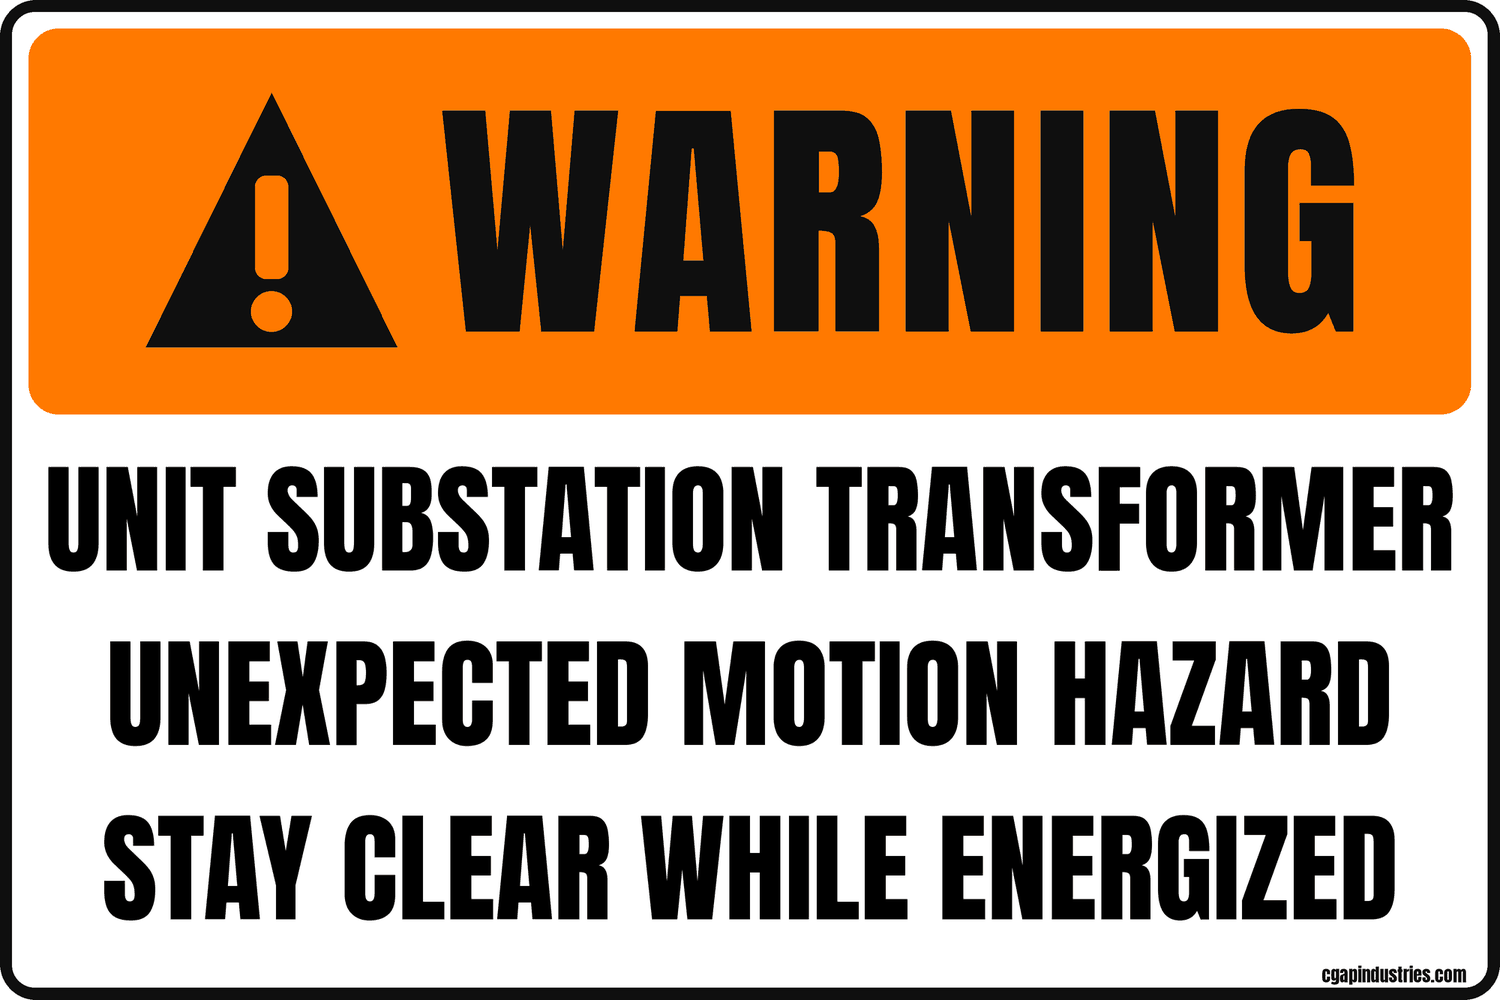 WARNING
UNIT SUBSTATION TRANSFORMER
UNEXPECTED MOTION HAZARD
STAY CLEAR WHILE ENERGIZED
cgapindustries.com